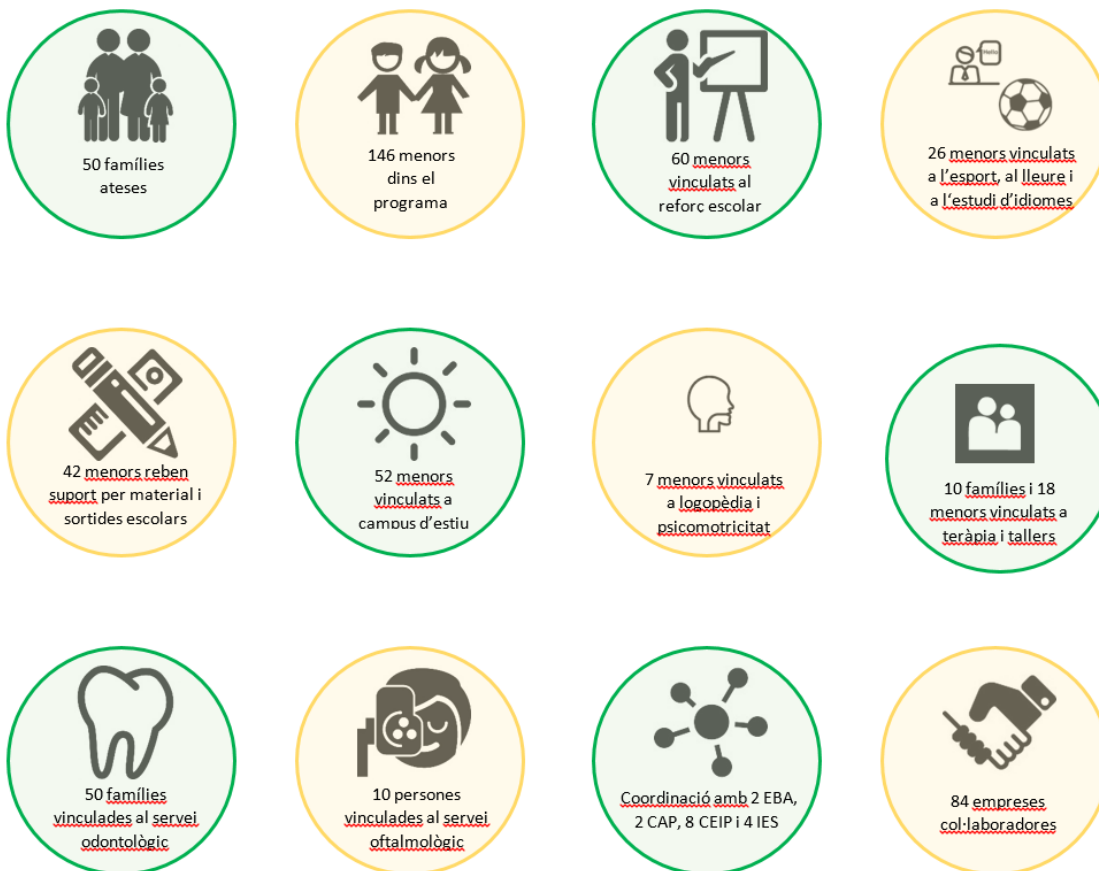 50 famílies
ateses
146 menors
dins el
programa
60 menors
vinculats al
reforç escolar
Hello
26 menors vinculats
a l'esport, al lleure i
a l'estudi d'idiomes
42 menors reben
suport per material i
sortides escolars
52 menors
vinculats a
campus d'estiu
7 menors vinculats
a logopèdia i
psicomotricitat
10 famílies i 18
menors vinculats a
teràpia i tallers
50 famílies
vinculades al servei
odontològic
10 persones
vinculades al servei
oftalmològic
Coordinació amb 2 EBA,
2 CAP, 8 CEIP i 4 IES
84 empreses
col·laboradores